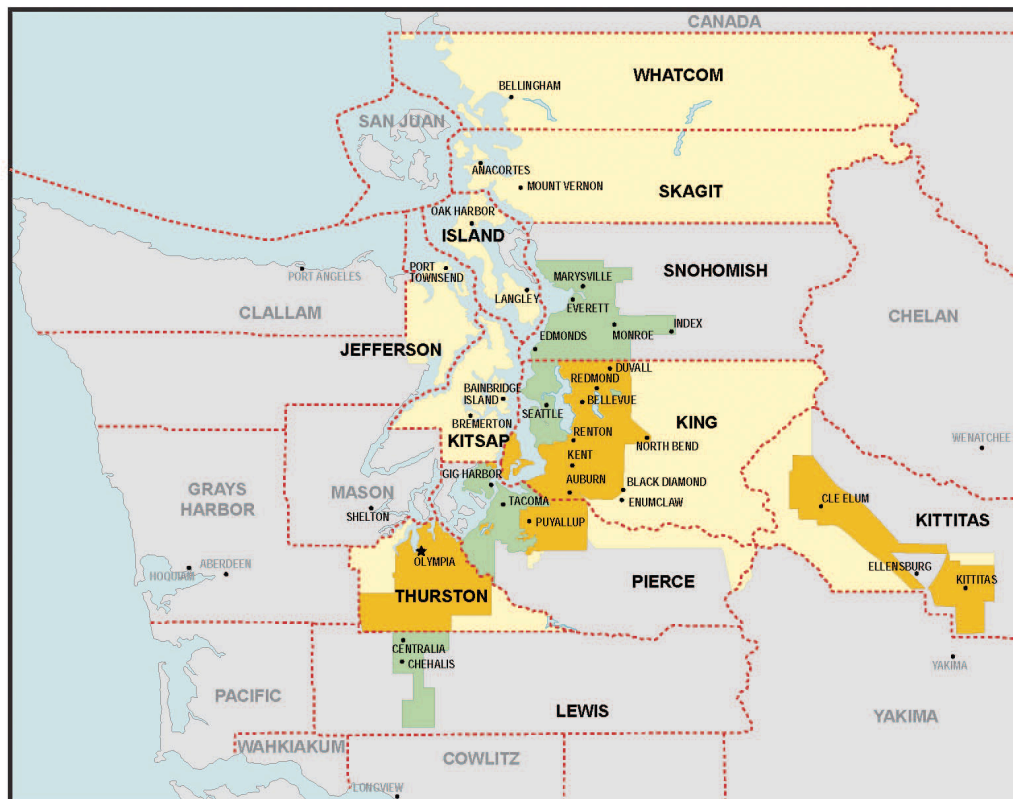 CANADA
WHATCOM
BELLINGHAM
SAN JUAN
ANACORTES
MOUNT VERNON
SKAGIT
OAK HARBOR
ISLAND
PORT
TOWNSEND
PORT ANGELES
MARYSVILLE
SNOHOMISH
LANGLEY
EVERETT
CLALLAM
CHELAN
INDEX
MONROE
EDMONDS
JEFFERSON
DUVALL
REDMOND
BAINBRIDGE
ISLAND
BELLEVUE
SEATTLE
KING
BREMERTON
KITSAP
RENTON
NORTH BEND
WENATCHEE
KENT
GIG HARBOR
AUBURN
BLACK DIAMOND
GRAYS
HARBOR
MASON
TACOMA
ENUMCLAW
CLE ELUM
SHELTON
PUYALLUP
KITTITAS
OLYMPIA
ABERDEEN
HOQUIAM
ELLENSBURG
KITTITAS
PIERCE
THURSTON
CENTRALIA
CHEHALIS
YAKIMA
PACIFIC
LEWIS
YAKIMA
WAHKIAKUM
COWLITZ
LONGVIEW